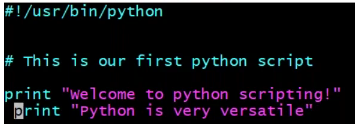 #!/usr/bin/python
# This is our first python script
print "Welcome to python scripting!"
 print "Python is very versatile"